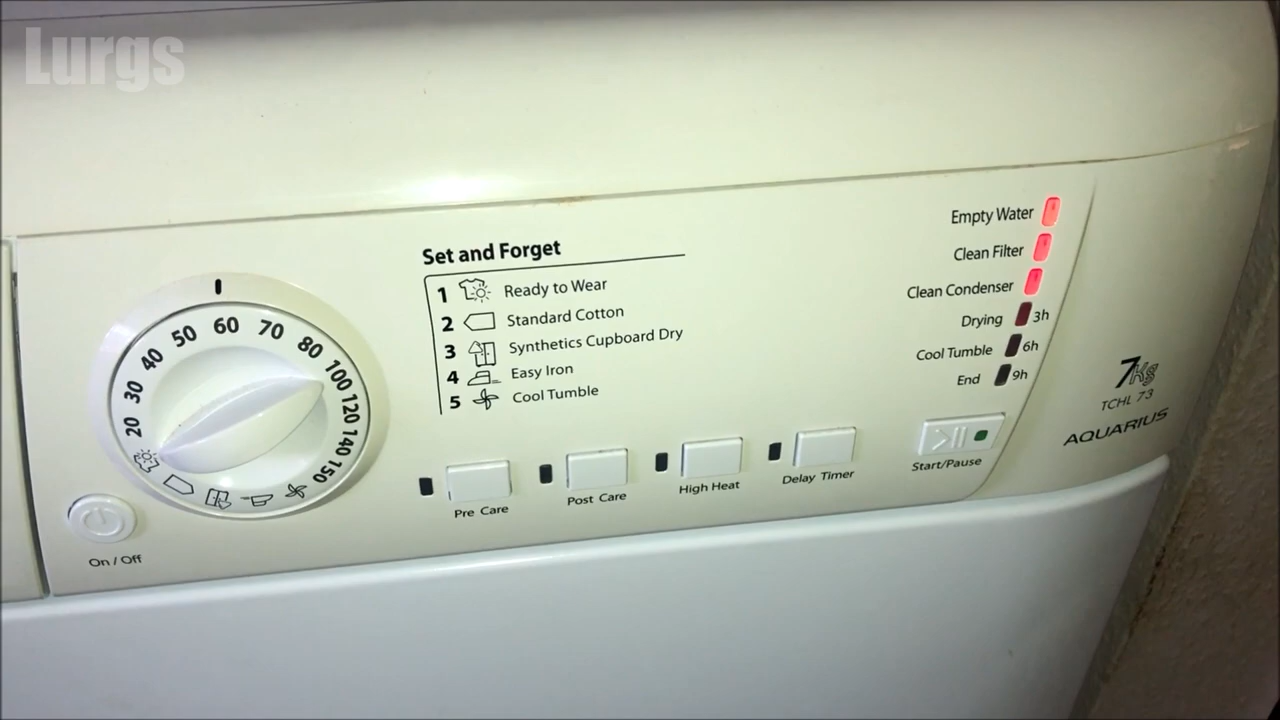 Lurgs
Set and Forget
1 Ready to Wear
2 Standard Cotton
3 Synthetics Cupboard Dry
4 Easy Iron
5 Cool Tumble
20 30 40 50 60 70 80 100 120 140 150
On / Off
Pre Care
Post Care
High Heat
Delay Timer
Start/Pause
Empty Water
Clean Filter
Clean Condenser
Drying 3h
Cool Tumble 6h
End 9h
7Kg
TCHL 73
AQUARIUS